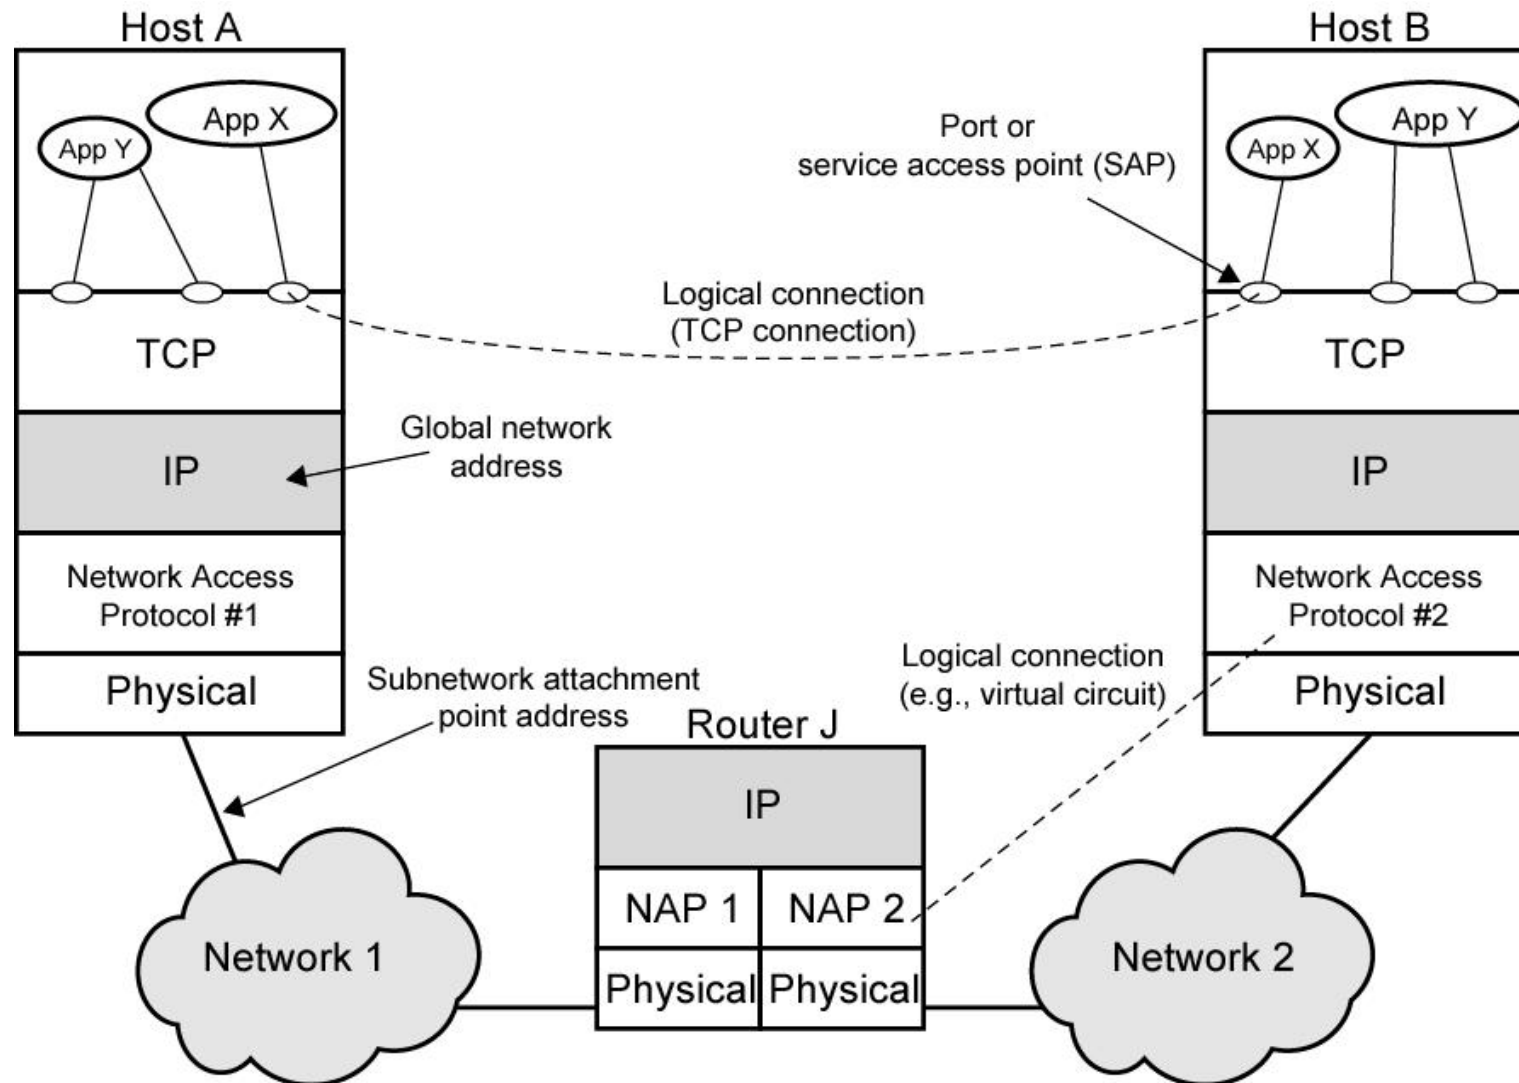 Host A
App Y
App X
TCP
IP
Network Access
Protocol #1
Physical
Port or
service access point (SAP)
Logical connection
(TCP connection)
Global network
address
Subnetwork attachment
point address
Logical connection
(e.g., virtual circuit)
Host B
App X
App Y
TCP
IP
Network Access
Protocol #2
Physical
Router J
IP
NAP 1
NAP 2
Physical
Physical
Network 1
Network 2